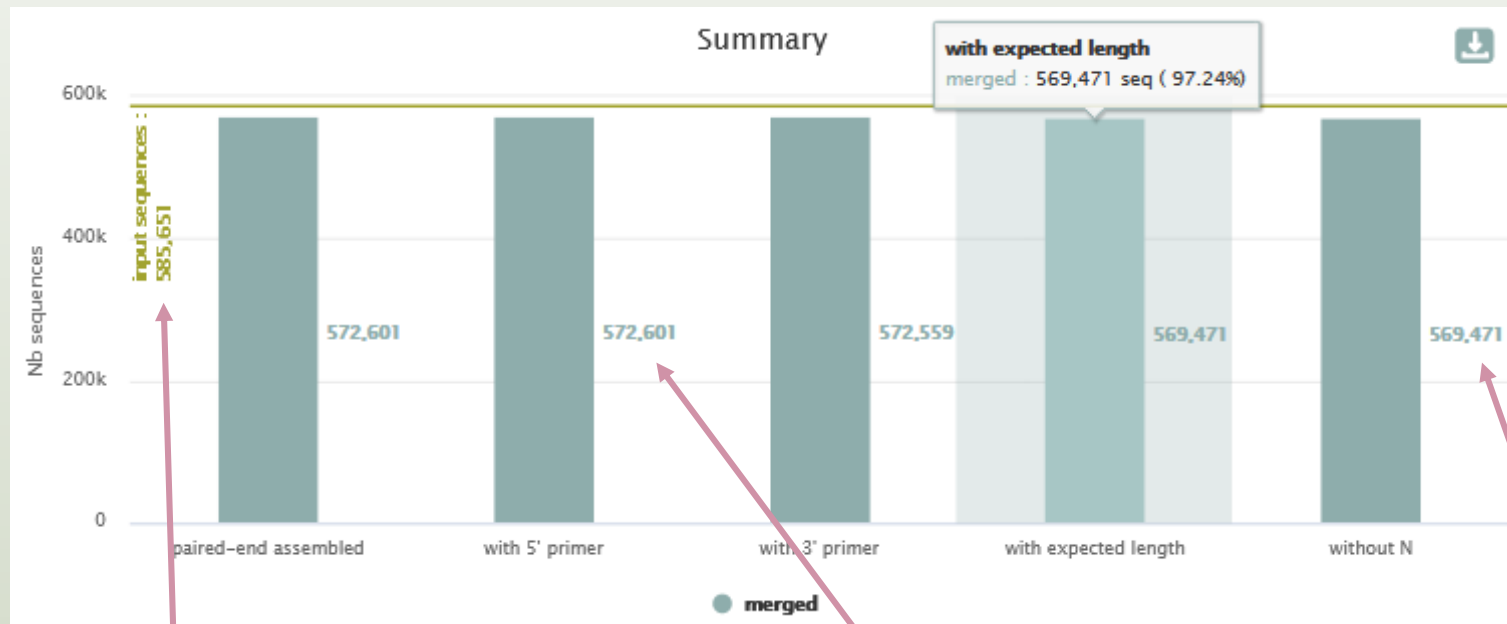 Summary
with expected length
merged : 569,471 seq ( 97.24%)
600k
400k
200k
0
Nb sequences
input sequences :
585,651
572,601
572,601
572,559
569,471
569,471
paired-end assembled
with 5' primer
with 3' primer
with expected length
without N
merged